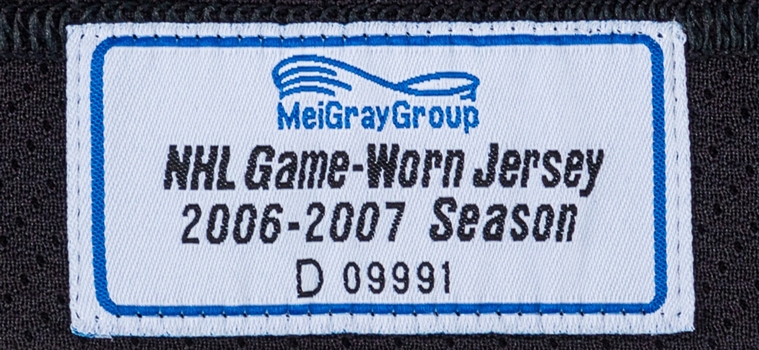 MeiGrayGroup
NHL Game-Worn Jersey
2006-2007 Season
D 09991